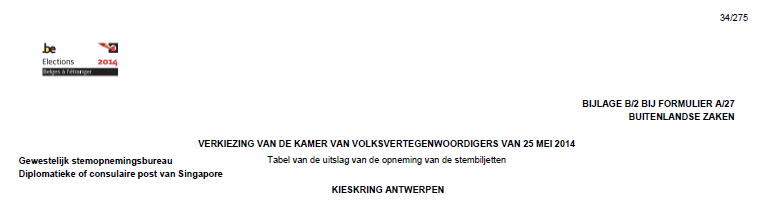 34/275
.be
Elections 2014
Belges à l'étranger
BIJLAGE B/2 BIJ FORMULIER A/27
BUITENLANDSE ZAKEN
VERKIEZING VAN DE KAMER VAN VOLKSVERTEGENWOORDIGERS VAN 25 MEI 2014
Gewestelijk stemopnemingsbureau Tabel van de uitslag van de opneming van de stembiljetten
Diplomatieke of consulaire post van Singapore
KIESKRING ANTWERPEN